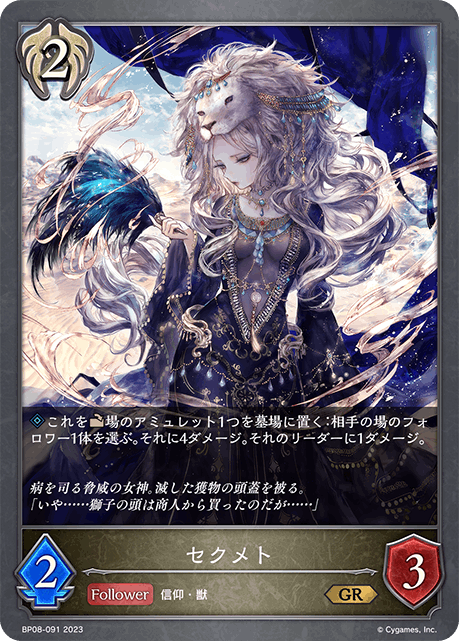 2
これを場のアミュレット1つを墓場に置く:相手の場のフォ
ロワー1体を選ぶ。それに4ダメージ。それのリーダーに1ダメージ。
病を司る脅威の女神。滅した獲物の頭蓋を被る。
「いや……獅子の頭は商人から買ったのだが……」
セクメト
2
Follower 信仰・獣
GR
3
BP08-091 2023
© Cygames, Inc.